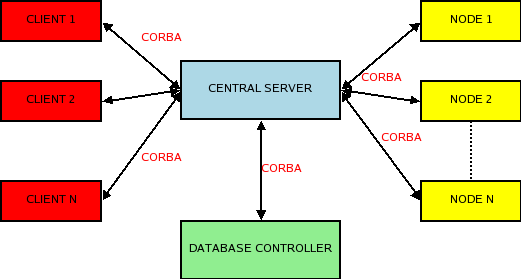 CLIENT 1
NODE 1
CORBA
CORBA
CLIENT 2
CENTRAL SERVER
NODE 2
CORBA
CORBA
CORBA
CLIENT N
NODE N
DATABASE CONTROLLER